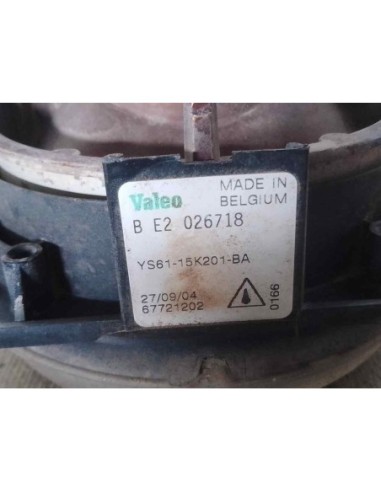 Valeo
MADE IN
BELGIUM
B E2 026718
YS61-15K201-BA
27/09/04
67721202
0166